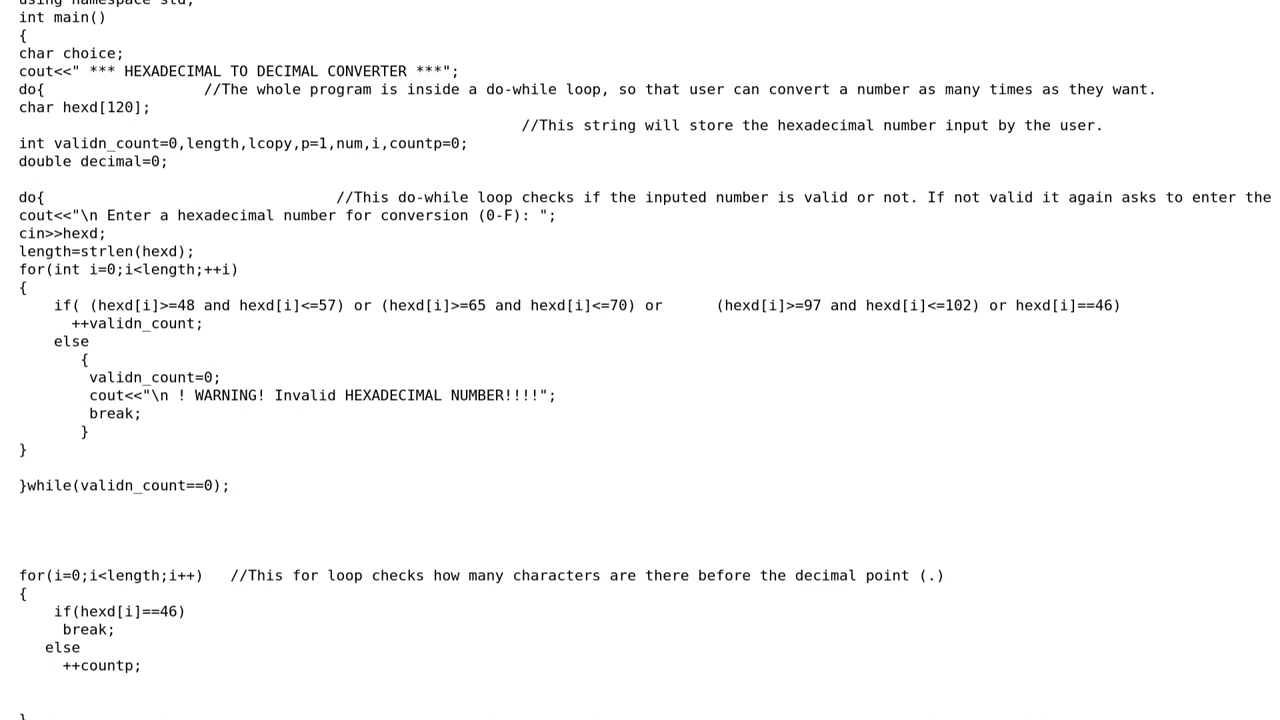 using namespace std;
int main()
{
char choice;
cout<<" *** HEXADECIMAL TO DECIMAL CONVERTER ***";
do{                  //The whole program is inside a do-while loop, so that user can convert a number as many times as they want.
char hexd[120];
                                                         //This string will store the hexadecimal number input by the user.
int validn_count=0,length,lcopy,p=1,num,i,countp=0;
double decimal=0;

do{                                 //This do-while loop checks if the inputed number is valid or not. If not valid it again asks to enter the
cout<<"\n Enter a hexadecimal number for conversion (0-F): ";
cin>>hexd;
length=strlen(hexd);
for(int i=0;i<length;++i)
{
    if( (hexd[i]>=48 and hexd[i]<=57) or (hexd[i]>=65 and hexd[i]<=70) or      (hexd[i]>=97 and hexd[i]<=102) or hexd[i]==46)
      ++validn_count;
    else
       {
        validn_count=0;
        cout<<"\n ! WARNING! Invalid HEXADECIMAL NUMBER!!!!";
        break;
       }
}

}while(validn_count==0);

for(i=0;i<length;i++)   //This for loop checks how many characters are there before the decimal point (.)
{
    if(hexd[i]==46)
     break;
   else
     ++countp;

}